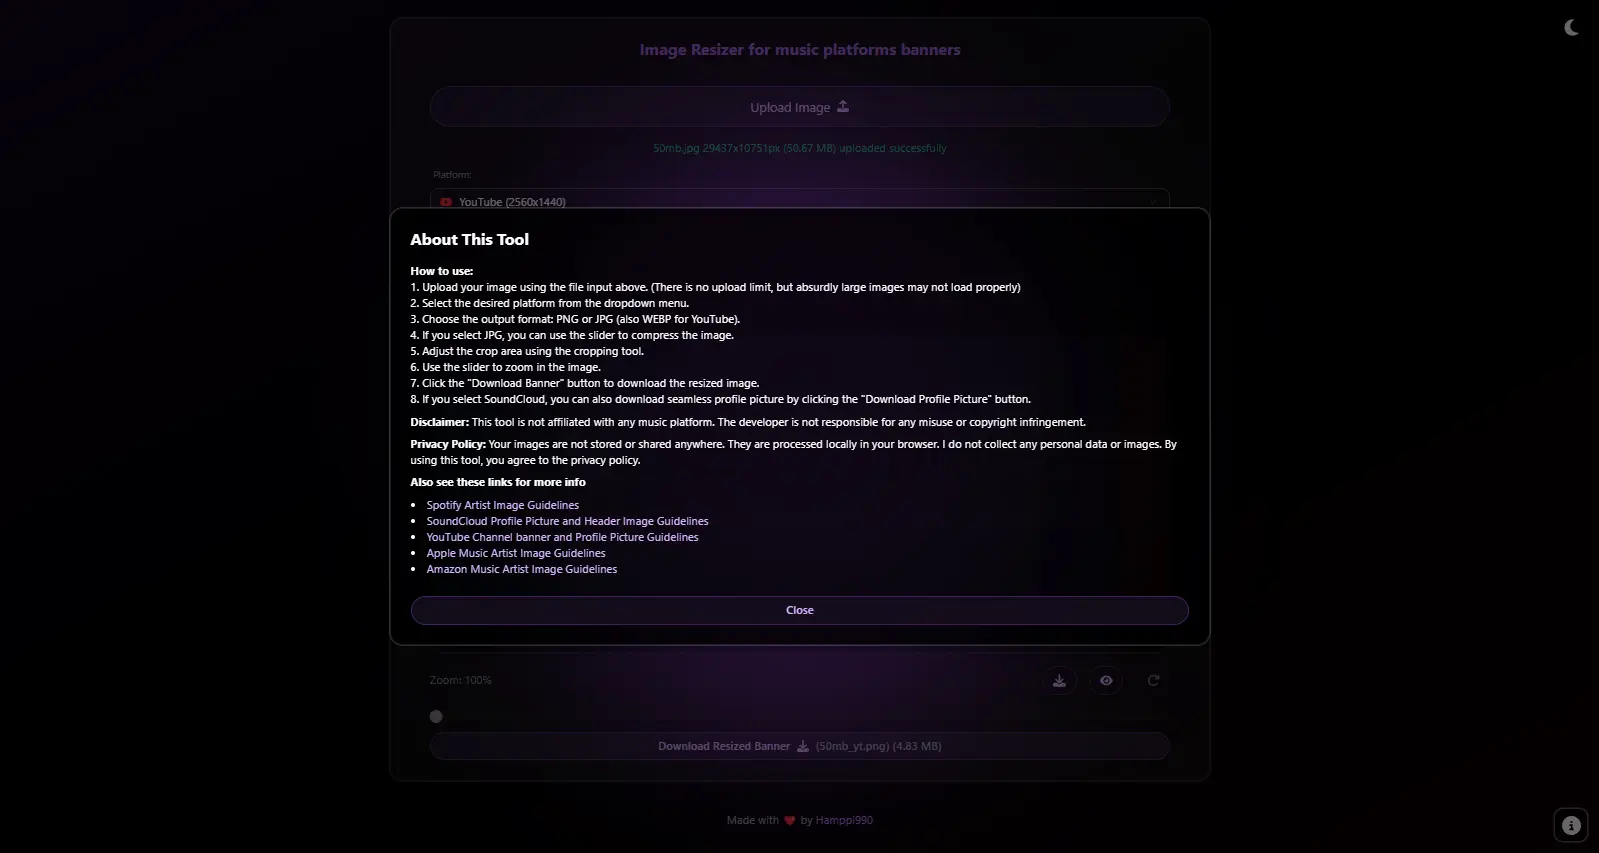 Image Resizer for music platforms banners
Upload Image
50mb.jpg 29437x10751px (50.67 MB) uploaded successfully
Platform:
YouTube (2560x1440)
About This Tool
How to use:
1. Upload your image using the file input above. (There is no upload limit, but absurdly large images may not load properly)
2. Select the desired platform from the dropdown menu.
3. Choose the output format: PNG or JPG (also WEBP for YouTube).
4. If you select JPG, you can use the slider to compress the image.
5. Adjust the crop area using the cropping tool.
6. Use the slider to zoom in the image.
7. Click the "Download Banner" button to download the resized image.
8. If you select SoundCloud, you can also download seamless profile picture by clicking the "Download Profile Picture" button.
Disclaimer: This tool is not affiliated with any music platform. The developer is not responsible for any misuse or copyright infringement.
Privacy Policy: Your images are not stored or shared anywhere. They are processed locally in your browser. I do not collect any personal data or images. By
using this tool, you agree to the privacy policy.
Also see these links for more info
• Spotify Artist Image Guidelines
• SoundCloud Profile Picture and Header Image Guidelines
• YouTube Channel banner and Profile Picture Guidelines
• Apple Music Artist Image Guidelines
• Amazon Music Artist Image Guidelines
Close
Zoom: 100%
Download Resized Banner (50mb_yt.png) (4.83 MB)
Made with ❤ by Hamppi990